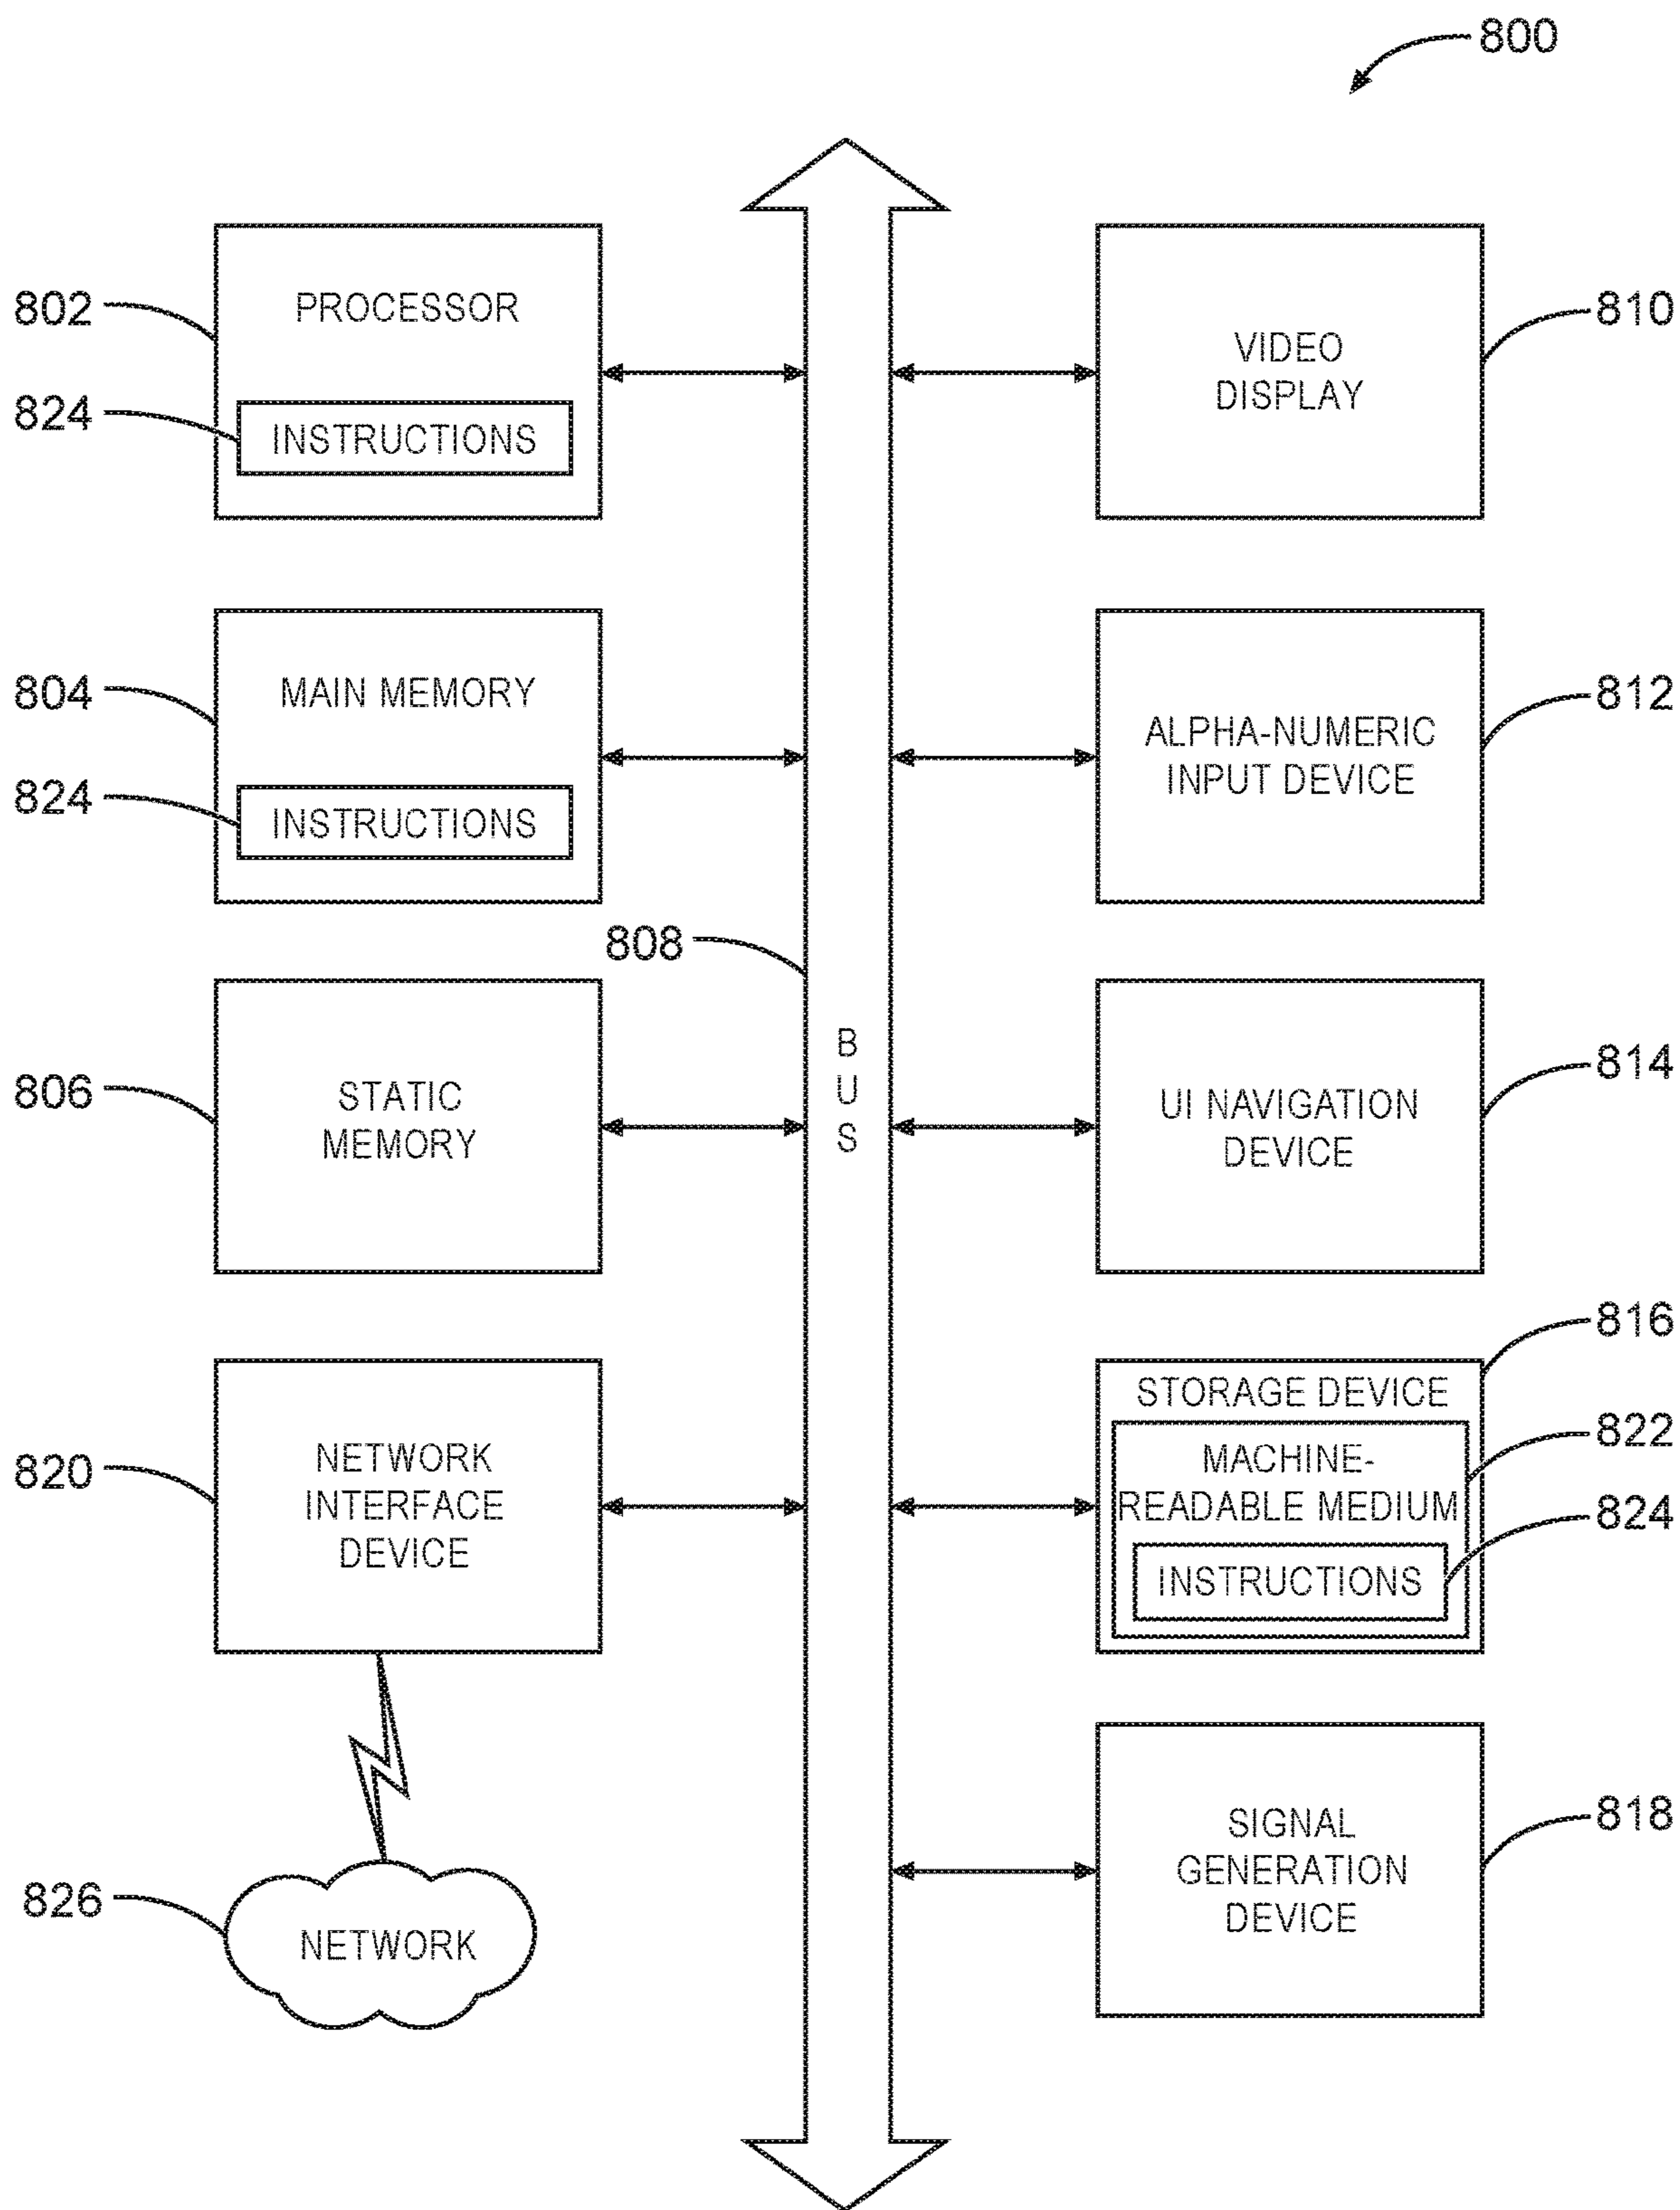 800
802
PROCESSOR
824
INSTRUCTIONS
804
MAIN MEMORY
824
INSTRUCTIONS
808
806
STATIC
MEMORY
820
NETWORK
INTERFACE
DEVICE
826
NETWORK
B
U
S
810
VIDEO
DISPLAY
812
ALPHA-NUMERIC
INPUT DEVICE
814
UI NAVIGATION
DEVICE
816
STORAGE DEVICE
822
MACHINE-
READABLE MEDIUM
824
INSTRUCTIONS
818
SIGNAL
GENERATION
DEVICE